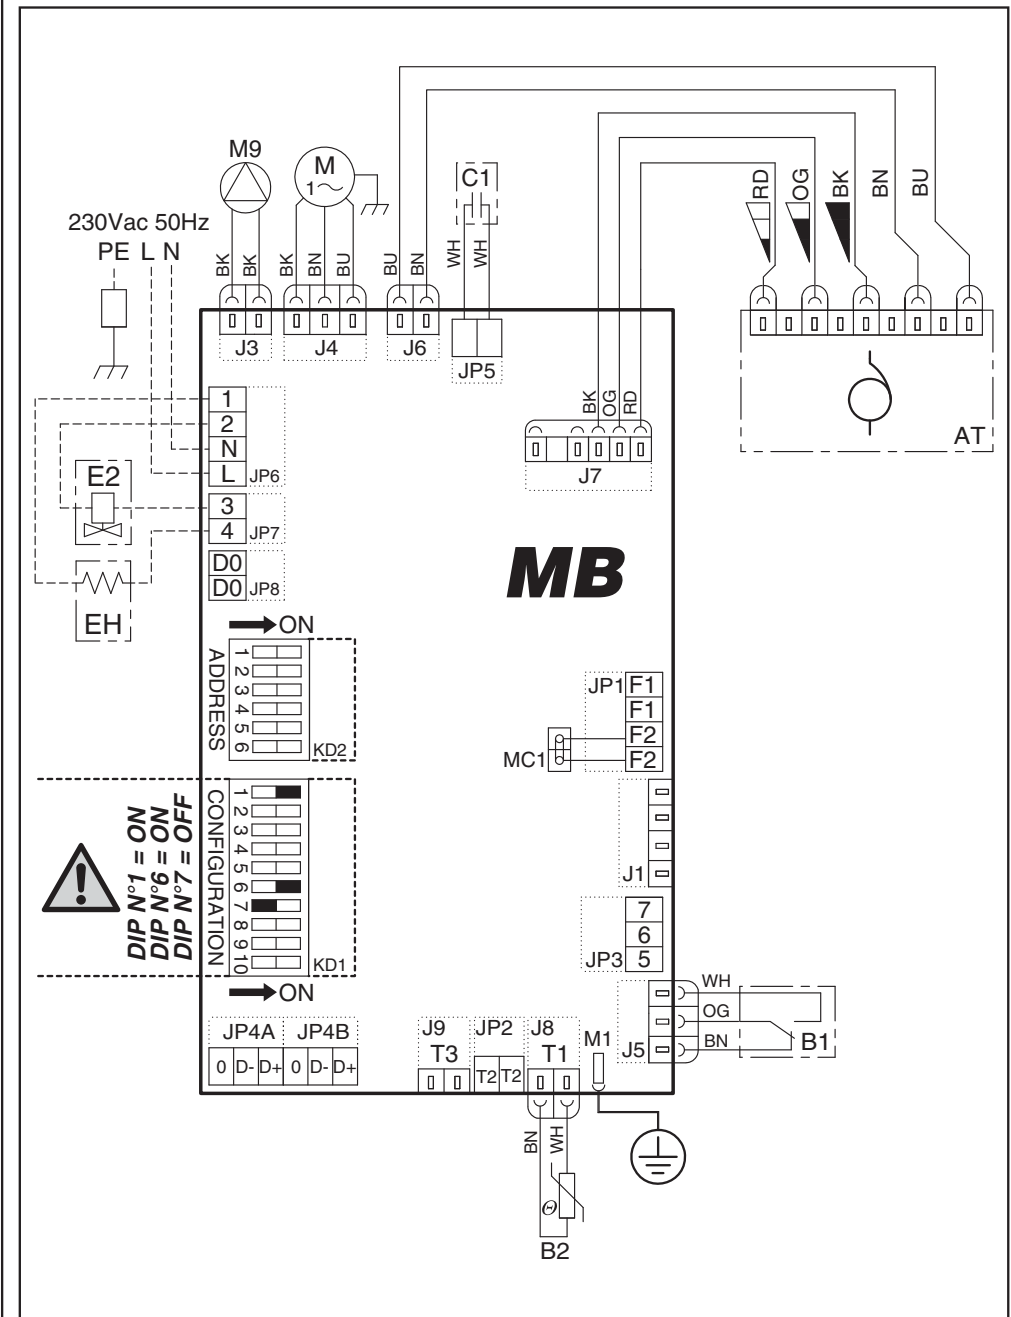 M9
M
1~
C1
230Vac 50Hz
PE L N
BK
BK
BK
BN
BU
BU
BN
WH
WH
RD
OG
BK
BN
BU
J3
J4
J6
JP5
AT
1
2
N
L
JP6
E2
3
4
JP7
D0
D0
JP8
EH
BK
OG
RD
J7
MB
ON
ADDRESS
1
2
3
4
5
6
KD2
JP1
F1
F1
F2
F2
MC1
DIP N°1 = ON
DIP N°6 = ON
DIP N°7 = OFF
CONFIGURATION
1
2
3
4
5
6
7
8
9
10
KD1
ON
J1
7
6
5
JP3
WH
OG
BN
J5
B1
JP4A
JP4B
0 D- D+ 0 D- D+
J9
T3
JP2
T2 T2
J8
T1
M1
BN
WH
Θ
B2